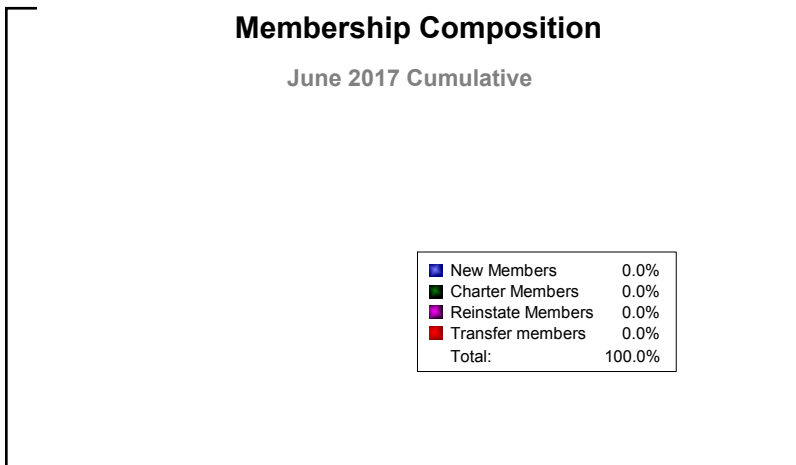 Membership Composition
June 2017 Cumulative
New Members 0.0%
Charter Members 0.0%
Reinstate Members 0.0%
Transfer members 0.0%
Total: 100.0%